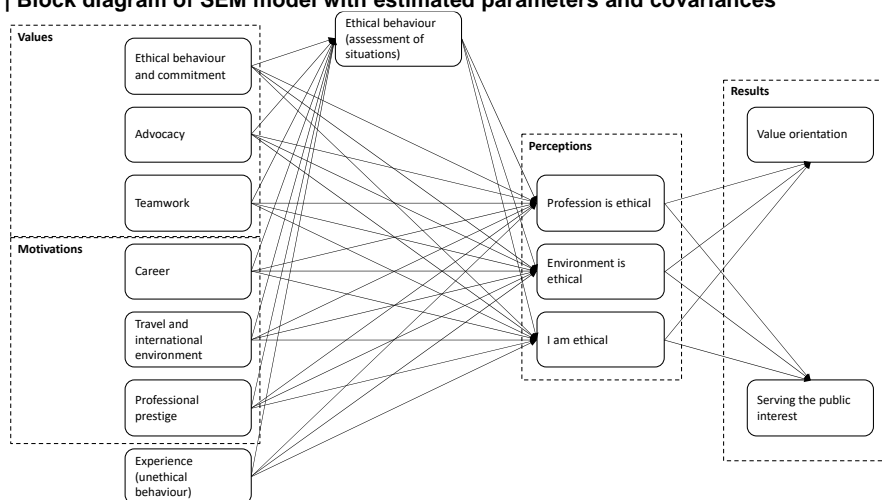 | Block diagram of SEM model with estimated parameters and covariances
Values
Ethical behaviour
and commitment
Advocacy
Teamwork
Motivations
Career
Travel and
international
environment
Professional
prestige
Experience
(unethical
behaviour)
Ethical behaviour
(assessment of
situations)
Perceptions
Profession is ethical
Environment is
ethical
I am ethical
Results
Value orientation
Serving the public
interest